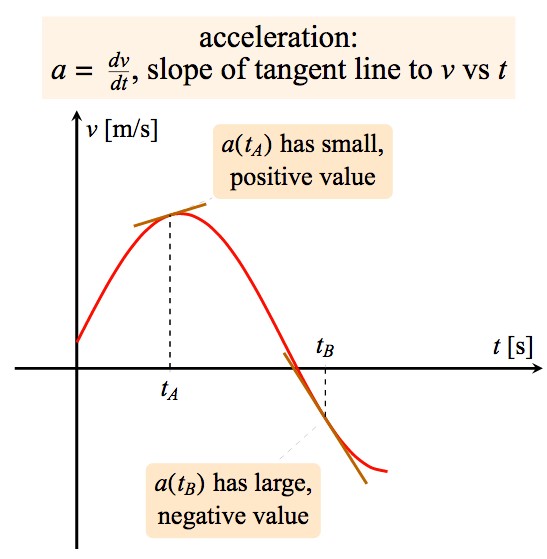 acceleration:
a = dv/dt, slope of tangent line to v vs t
v [m/s]
a(t_A) has small,
positive value
t_B
t [s]
t_A
a(t_B) has large,
negative value